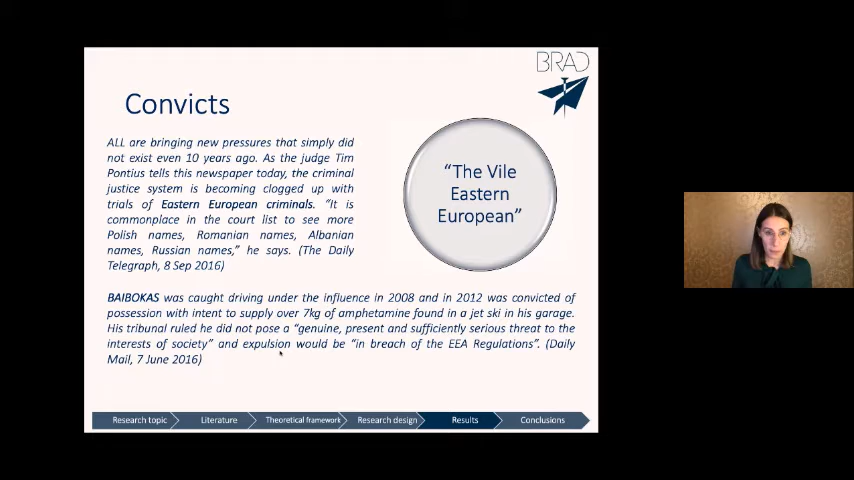 BRAD
Convicts
ALL are bringing new pressures that simply did
not exist even 10 years ago. As the judge Tim
Pontius tells this newspaper today, the criminal
justice system is becoming clogged up with
trials of Eastern European criminals. "It is
commonplace in the court list to see more
Polish names, Romanian names, Albanian
names, Russian names," he says. (The Daily
Telegraph, 8 Sep 2016)
"The Vile
Eastern
European"
BAIBOKAS was caught driving under the influence in 2008 and in 2012 was convicted of
possession with intent to supply over 7kg of amphetamine found in a jet ski in his garage.
His tribunal ruled he did not pose a "genuine, present and sufficiently serious threat to the
interests of society" and expulsion would be "in breach of the EEA Regulations". (Daily
Mail, 7 June 2016)
Research topic
Literature
Theoretical framework
Research design
Results
Conclusions